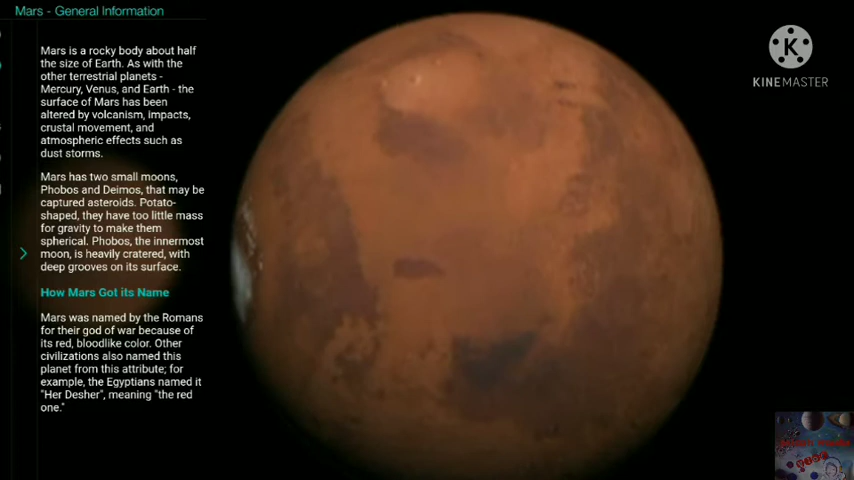 Mars - General Information
Mars is a rocky body about half
the size of Earth. As with the
other terrestrial planets -
Mercury, Venus, and Earth - the
surface of Mars has been
altered by volcanism, impacts,
crustal movement, and
atmospheric effects such as
dust storms.
Mars has two small moons,
Phobos and Deimos, that may be
captured asteroids. Potato-
shaped, they have too little mass
for gravity to make them
spherical. Phobos, the innermost
moon, is heavily cratered, with
deep grooves on its surface.
How Mars Got its Name
Mars was named by the Romans
for their god of war because of
its red, bloodlike color. Other
civilizations also named this
planet from this attribute; for
example, the Egyptians named it
"Her Desher", meaning "the red
one."
K
KINEMASTER